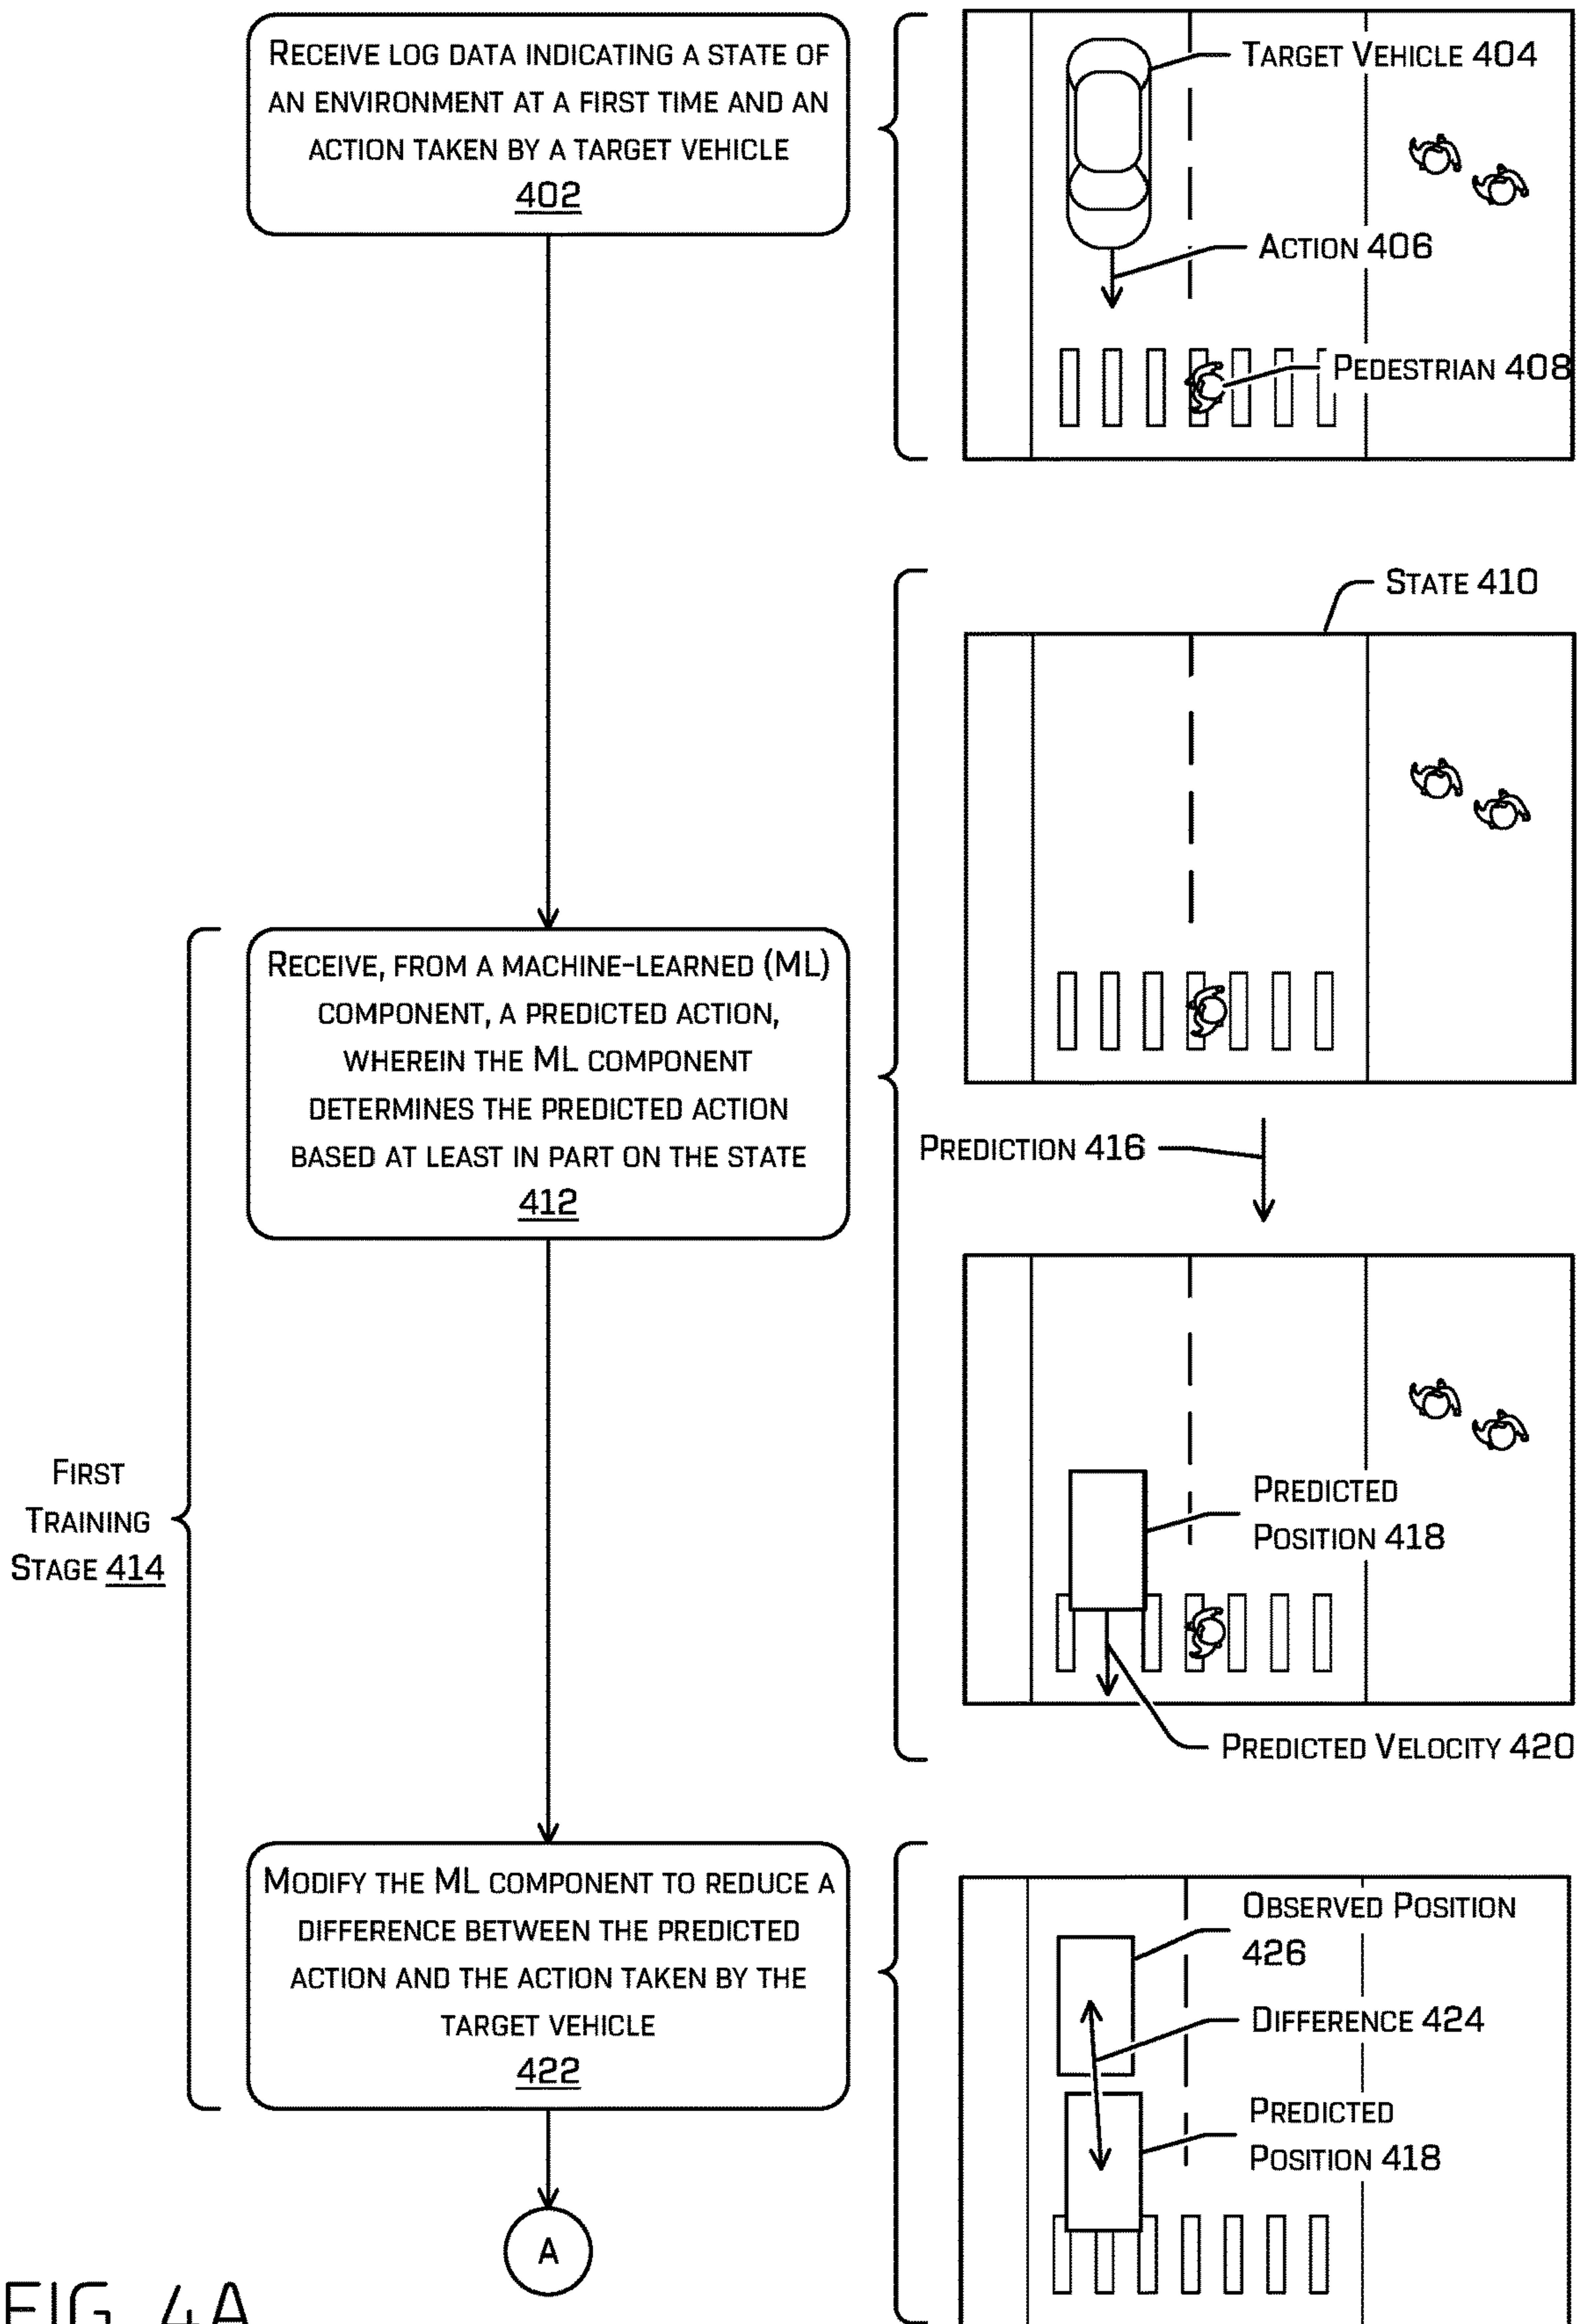 Receive log data indicating a state of
an environment at a first time and an
action taken by a target vehicle
402
Target Vehicle 404
Action 406
Pedestrian 408
State 410
Receive, from a machine-learned (ML)
component, a predicted action,
wherein the ML component
determines the predicted action
based at least in part on the state
412
Prediction 416
Predicted
Position 418
Predicted Velocity 420
First
Training
Stage 414
Modify the ML component to reduce a
difference between the predicted
action and the action taken by the
target vehicle
422
Observed Position
426
Difference 424
Predicted
Position 418
A
FIG. 4A